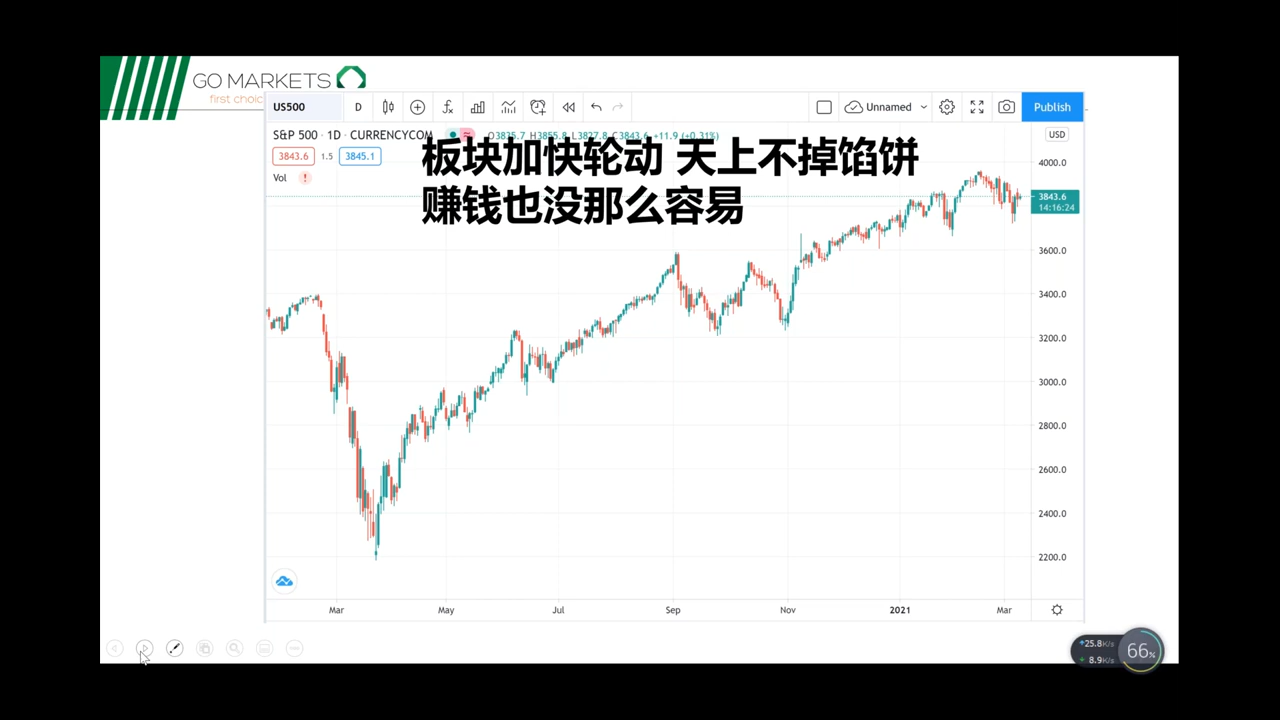 GO MARKETS
first choic
US500
D
Unnamed
Publish
S&P 500 · 1D · CURRENCYCOM
O3835.7 H3855.8 L3827.8 C3843.6 +11.9 (+0.31%)
USD
3843.6 1.5 3845.1
Vol
板块加快轮动 天上不掉馅饼
赚钱也没那么容易
4000.0
3843.6
14:16:24
3600.0
3400.0
3200.0
3000.0
2800.0
2600.0
2400.0
2200.0
Mar May Jul Sep Nov 2021 Mar
25.8K/s
8.9K/s
66%